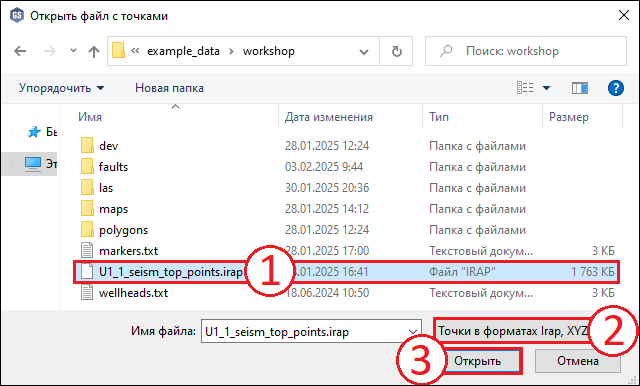 GS Открыть файл с точками
example_data workshop Поиск: workshop
Упорядочить Новая папка
Имя Дата изменения Тип Размер
Бы
Эт
dev 28.01.2025 12:24 Папка с файлами
faults 03.02.2025 9:44 Папка с файлами
las 30.01.2025 20:36 Папка с файлами
maps 28.01.2025 14:12 Папка с файлами
polygons 28.01.2025 12:24 Папка с файлами
markers.txt 28.01.2025 17:00 Текстовый докум... 3 КБ
U1_1_seism_top_points.irap 1 .01.2025 16:41 Файл "IRAP" 1 763 КБ
wellheads.txt 18.06.2024 10:50 Текстовый докум... 3 КБ
Имя файла: U1_1_seism_top_points.irap Точки в форматах Irap, XYZ 2
3 Открыть Отмена